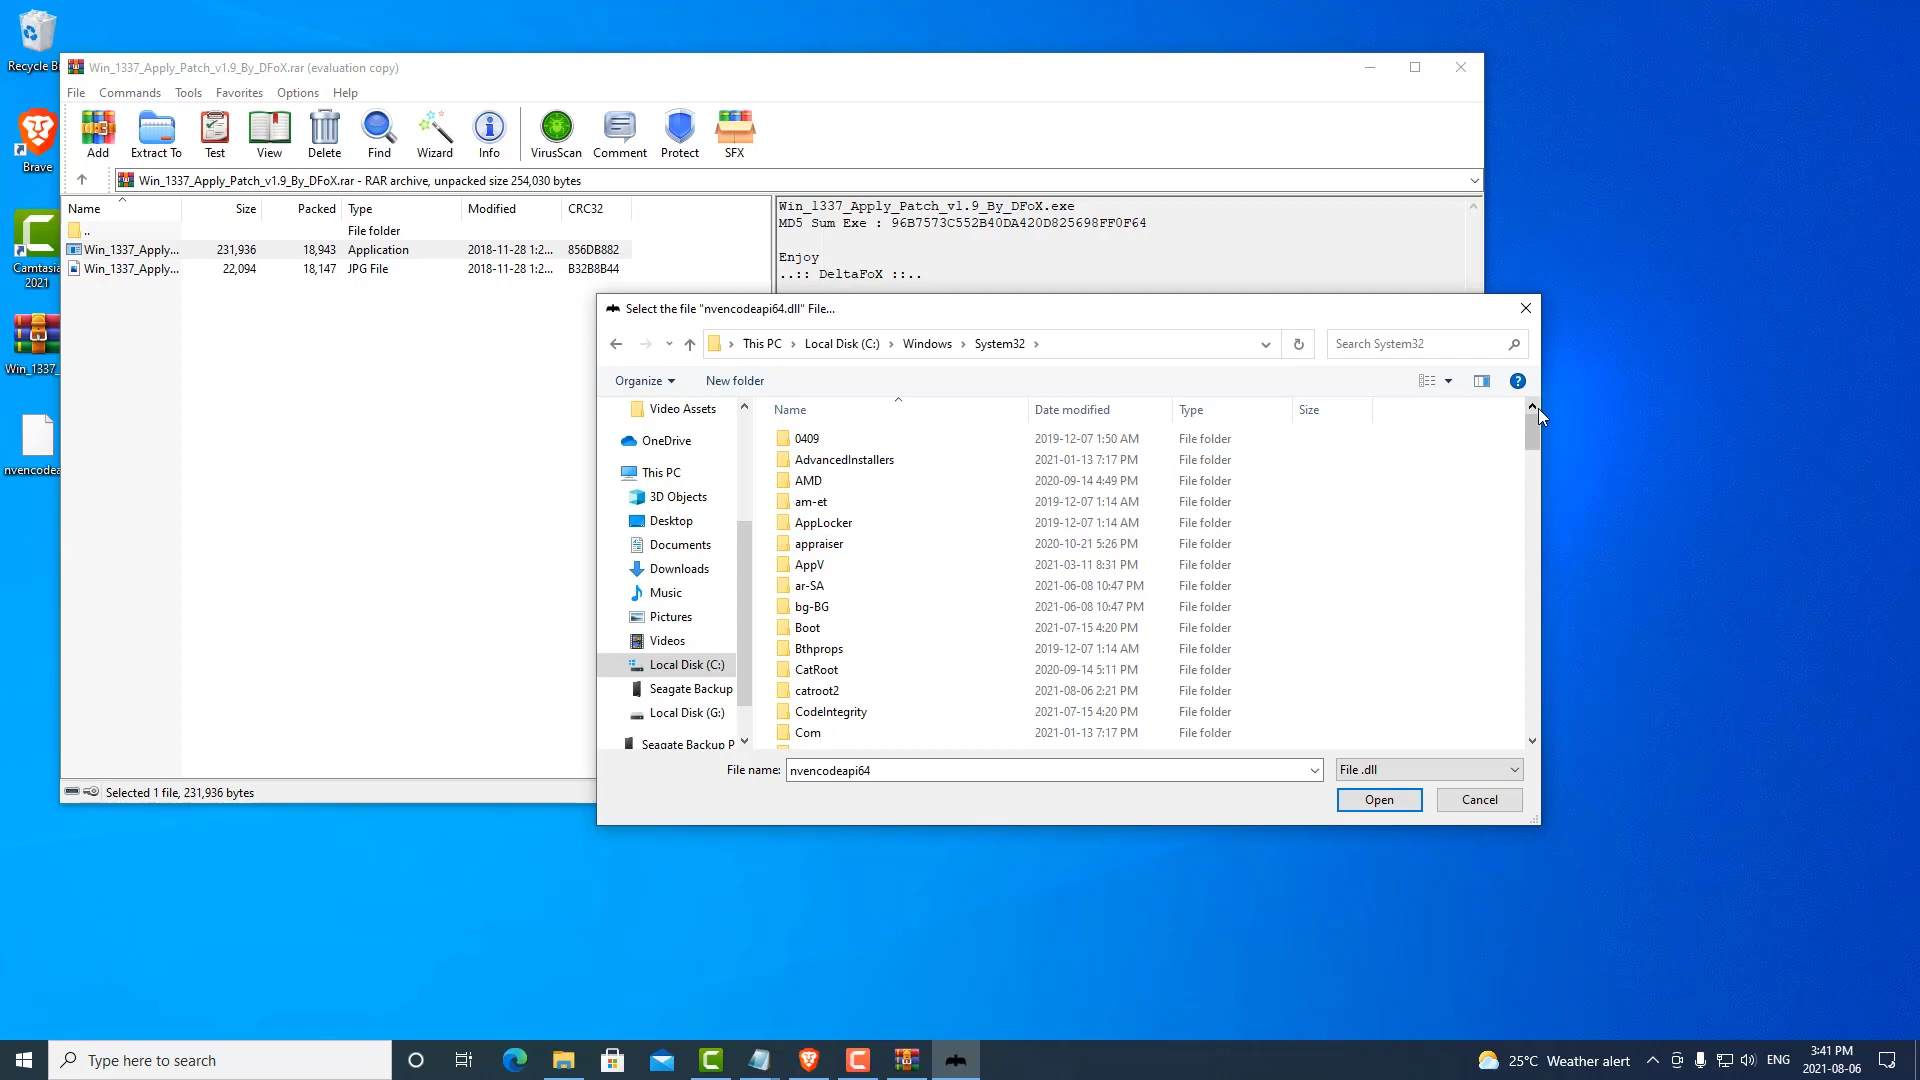 Recycle B
Brave
Camtasia
2021
Win_1337_
nvencodea
Win_1337_Apply_Patch_v1.9_By_DFoX.rar (evaluation copy)
File Commands Tools Favorites Options Help
Add Extract To Test View Delete Find Wizard Info VirusScan Comment Protect SFX
Win_1337_Apply_Patch_v1.9_By_DFoX.rar - RAR archive, unpacked size 254,030 bytes
Name Size Packed Type Modified CRC32
.. File folder
Win_1337_Apply... 231,936 18,943 Application 2018-11-28 1:2... 856DB882
Win_1337_Apply... 22,094 18,147 JPG File 2018-11-28 1:2... B32B8B44
Win_1337_Apply_Patch_v1.9_By_DFoX.exe
MD5 Sum Exe : 96B7573C552B40DA420D825698FF0F64
Enjoy
..:: DeltaFoX ::..
Selected 1 file, 231,936 bytes
Select the file "nvencodeapi64.dll" File...
This PC Local Disk (C:) Windows System32
Search System32
Organize New folder
Video Assets
OneDrive
This PC
3D Objects
Desktop
Documents
Downloads
Music
Pictures
Videos
Local Disk (C:)
Seagate Backup
Local Disk (G:)
Seagate Backup P
Name Date modified Type Size
0409 2019-12-07 1:50 AM File folder
AdvancedInstallers 2021-01-13 7:17 PM File folder
AMD 2020-09-14 4:49 PM File folder
am-et 2019-12-07 1:14 AM File folder
AppLocker 2019-12-07 1:14 AM File folder
appraiser 2020-10-21 5:26 PM File folder
AppV 2021-03-11 8:31 PM File folder
ar-SA 2021-06-08 10:47 PM File folder
bg-BG 2021-06-08 10:47 PM File folder
Boot 2021-07-15 4:20 PM File folder
Bthprops 2019-12-07 1:14 AM File folder
CatRoot 2020-09-14 5:11 PM File folder
catroot2 2021-08-06 2:21 PM File folder
CodeIntegrity 2021-07-15 4:20 PM File folder
Com 2021-01-13 7:17 PM File folder
File name: nvencodeapi64 File .dll
Open Cancel
Type here to search
25°C Weather alert
ENG
3:41 PM
2021-08-06